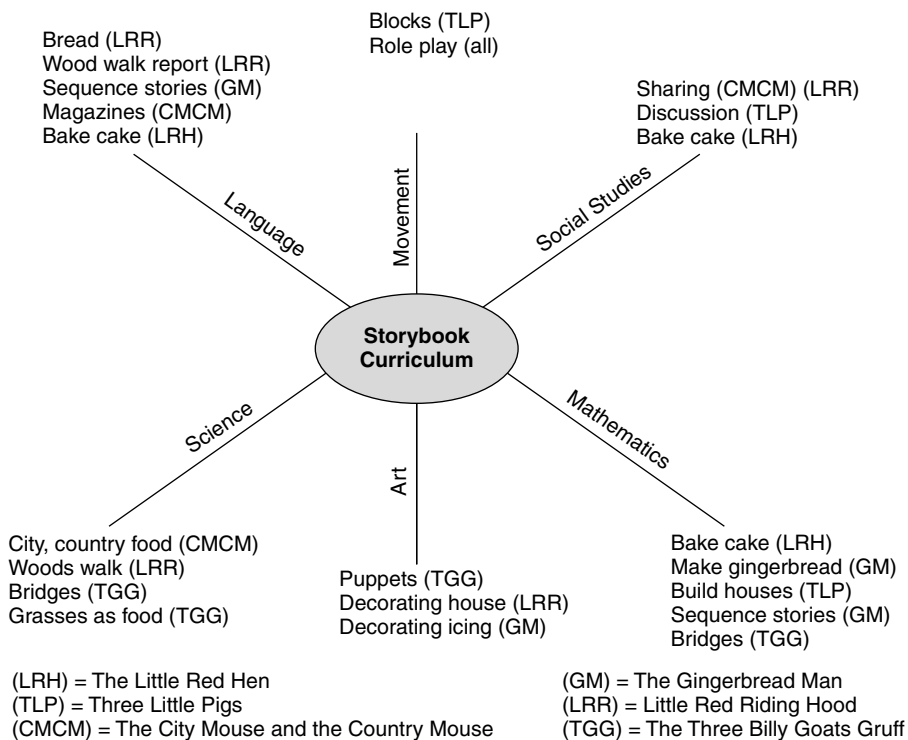 Blocks (TLP)
Role play (all)
Bread (LRR)
Wood walk report (LRR)
Sequence stories (GM)
Magazines (CMCM)
Bake cake (LRH)
Sharing (CMCM) (LRR)
Discussion (TLP)
Bake cake (LRH)
Language
Movement
Social Studies
Storybook
Curriculum
Science
Art
Mathematics
City, country food (CMCM)
Woods walk (LRR)
Bridges (TGG)
Grasses as food (TGG)
Puppets (TGG)
Decorating house (LRR)
Decorating icing (GM)
Bake cake (LRH)
Make gingerbread (GM)
Build houses (TLP)
Sequence stories (GM)
Bridges (TGG)
(LRH) = The Little Red Hen
(TLP) = Three Little Pigs
(CMCM) = The City Mouse and the Country Mouse
(GM) = The Gingerbread Man
(LRR) = Little Red Riding Hood
(TGG) = The Three Billy Goats Gruff